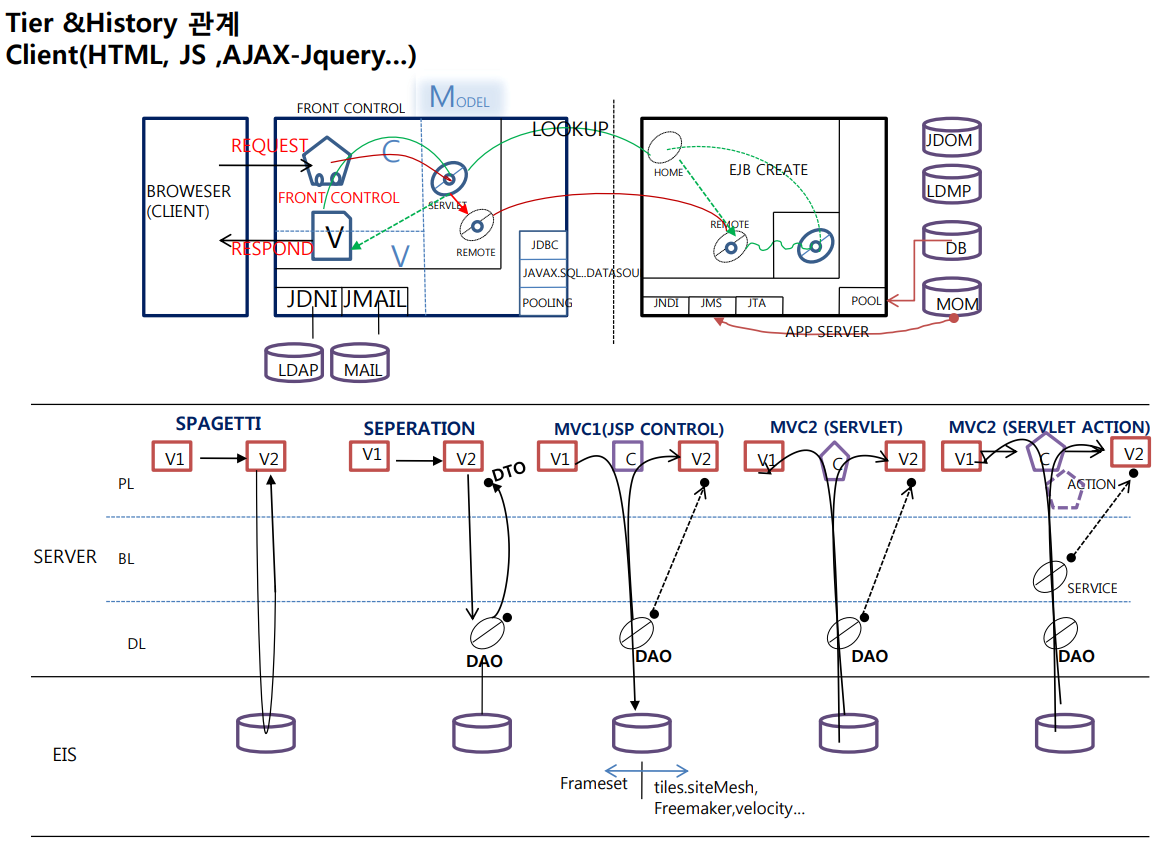 Tier &History 관계
Client(HTML, JS ,AJAX-Jquery...)
FRONT CONTROL
MODEL
LOOKUP
REQUEST
C
BROWESER
(CLIENT)
FRONT CONTROL
SERVLET
V
RESPOND
V
REMOTE
JDBC
JAVAX.SQL..DATASOU
POOLING
JDNI
JMAIL
LDAP
MAIL
HOME
EJB CREATE
REMOTE
JNDI
JMS
JTA
POOL
APP SERVER
JDOM
LDMP
DB
MOM
SPAGETTI
SEPERATION
MVC1(JSP CONTROL)
MVC2 (SERVLET)
MVC2 (SERVLET ACTION)
V1
V2
V1
V2
V1
C
V2
V1
C
V2
V1
C
V2
DTO
ACTION
PL
SERVER
BL
SERVICE
DL
DAO
DAO
DAO
DAO
EIS
Frameset
tiles.siteMesh,
Freemaker,velocity...